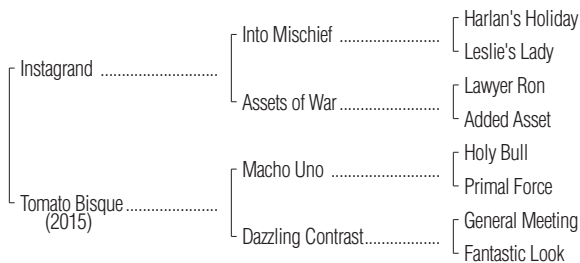 Harlan's Holiday
Into Mischief ....................
Leslie's Lady
Instagrand ........................
Lawyer Ron
Assets of War ....................
Added Asset
Holy Bull
Macho Uno ......................
Primal Force
Tomato Bisque ...................
(2015)
General Meeting
Dazzling Contrast...............
Fantastic Look